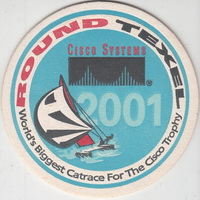 ROUND TEXEL
CISCO SYSTEMS
®
2001
World's Biggest Catrace For The Cisco Trophy